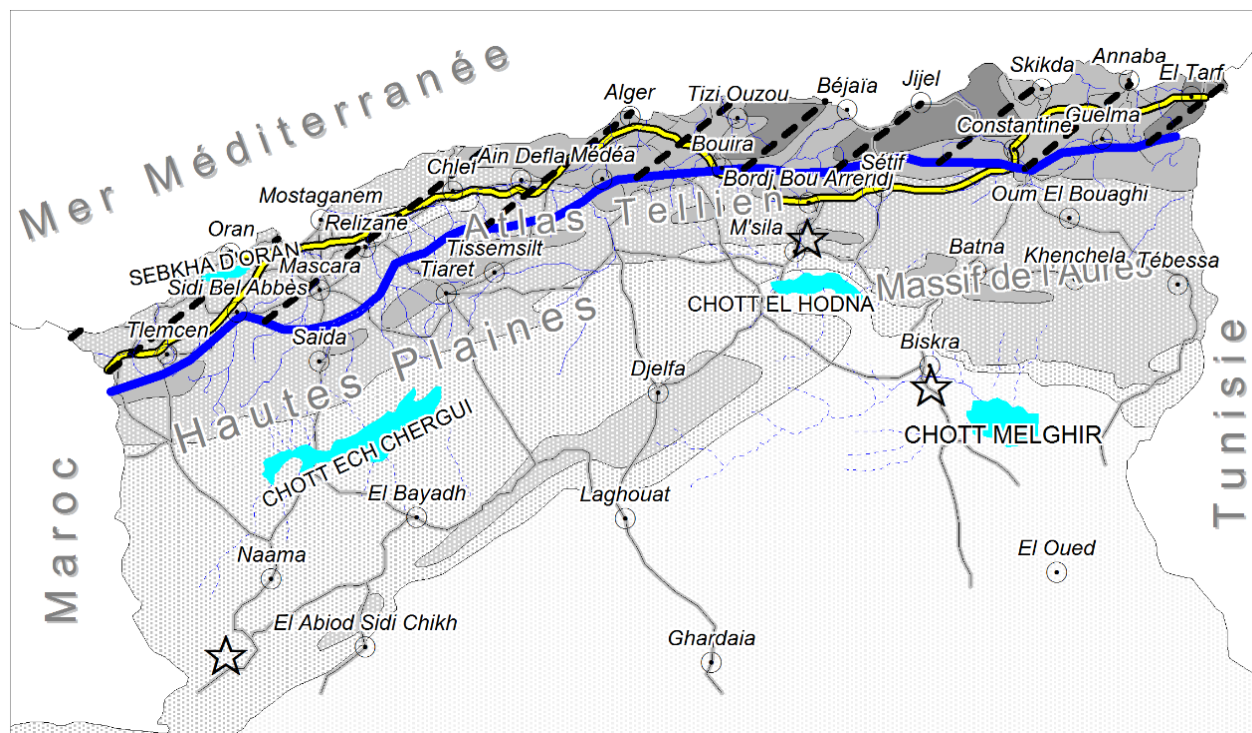 Mer Méditerranée
Annaba
Skikda
El Tarf
Jijel
Béjaïa
Tizi Ouzou
Alger
Guelma
Constantine
Bouira
Sétif
Ain Defla
Médéa
Chlef
Bordj Bou Arreridj
Mostaganem
Oum El Bouaghi
Relizane
Atlas Tellien
Oran
M'sila
SEBKHA D'ORAN
Tissemsilt
Batna
Khenchela
Tébessa
Mascara
Tiaret
Massif de l'Aurès
Sidi Bel Abbès
CHOTT EL HODNA
Tlemcen
Saida
Biskra
Hautes Plaines
Djelfa
CHOTT ECH CHERGUI
CHOTT MELGHIR
Tunisie
Maroc
El Bayadh
Laghouat
Naama
El Oued
El Abiod Sidi Chikh
Ghardaia